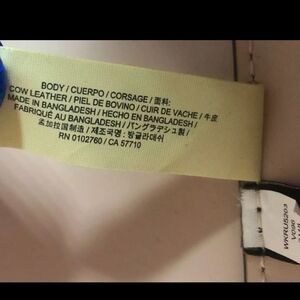 BODY / CUERPO / CORSAGE / 面料:
COW LEATHER / PIEL DE BOVINO / CUIR DE VACHE / 牛皮
MADE IN BANGLADESH / HECHO EN BANGLADESH /
FABRIQUÉ AU BANGLADESH / バングラデシュ製 /
孟加拉国制造 / 제조국명 : 방글라데쉬
RN 0102760 / CA 57710
WKRU5203